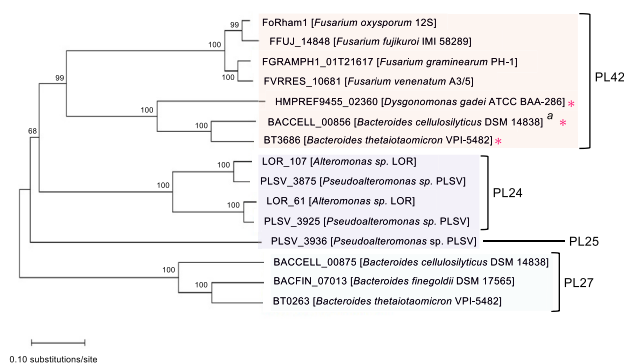 99 FoRham1 [Fusarium oxysporum 12S]
100 FFUJ_14848 [Fusarium fujikuroi IMI 58289]
FGRAMPH1_01T21617 [Fusarium graminearum PH-1]
100 FVRRES_10681 [Fusarium venenatum A3/5]
PL42
99
HMPREF9455_02360 [Dysgonomonas gadei ATCC BAA-286] *
100 BACCELL_00856 [Bacteroides cellulosilyticus DSM 14838] a *
100 BT3686 [Bacteroides thetaiotaomicron VPI-5482] *
68
100 LOR_107 [Alteromonas sp. LOR]
PLSV_3875 [Pseudoalteromonas sp. PLSV]
100 PL24
LOR_61 [Alteromonas sp. LOR]
100 PLSV_3925 [Pseudoalteromonas sp. PLSV]
PLSV_3936 [Pseudoalteromonas sp. PLSV] PL25
BACCELL_00875 [Bacteroides cellulosilyticus DSM 14838]
100 BACFIN_07013 [Bacteroides finegoldii DSM 17565] PL27
100 BT0263 [Bacteroides thetaiotaomicron VPI-5482]
0.10 substitutions/site